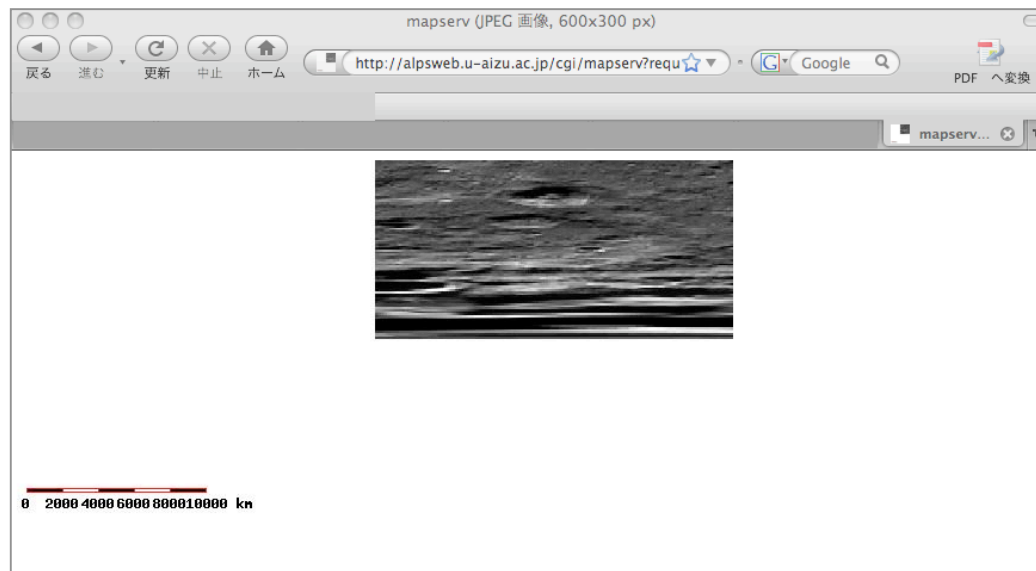 mapserv (JPEG 画像, 600x300 px)
http://alpsweb.u-aizu.ac.jp/cgi/mapserv?requ
Google
戻る 進む 更新 中止 ホーム
PDF へ変換
mapserv...
0 2000 4000 6000 8000 10000 km